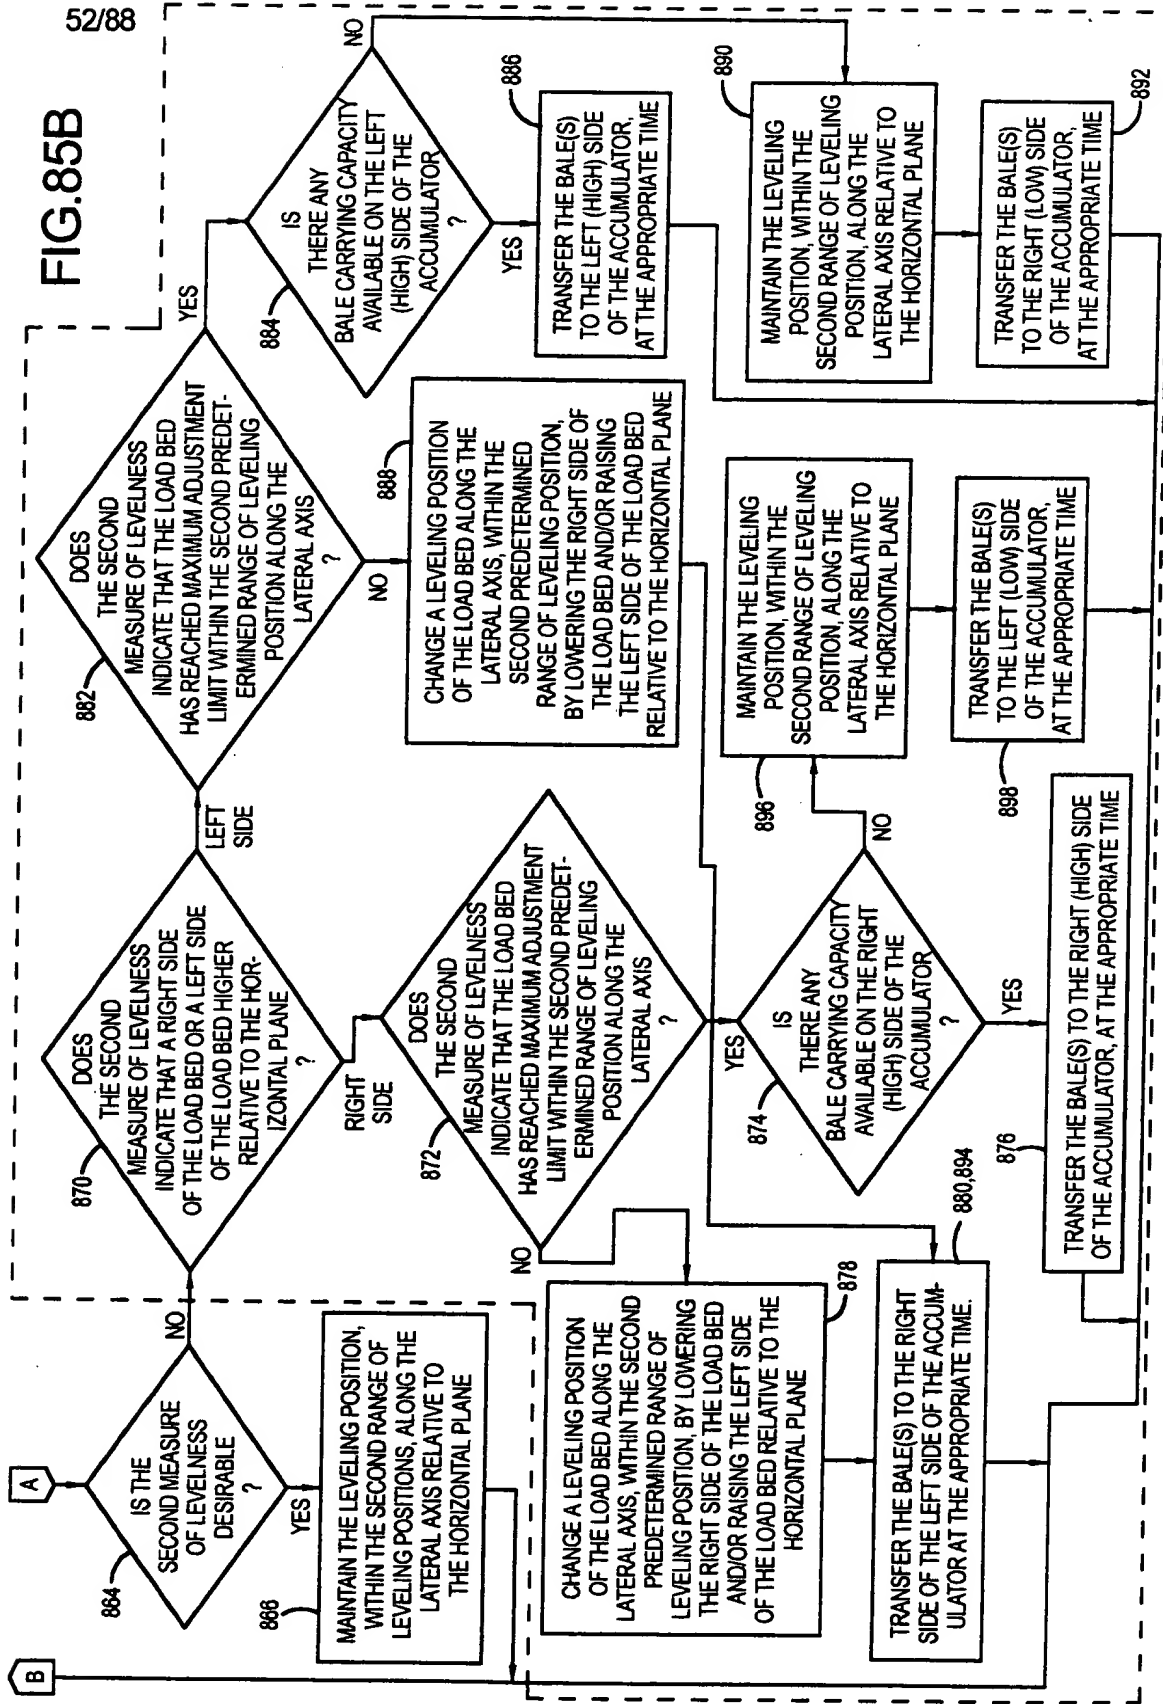 52/88
FIG.85B
A
B
IS THE
SECOND MEASURE
OF LEVELNESS
DESIRABLE
?
864
NO
YES
MAINTAIN THE LEVELING POSITION,
WITHIN THE SECOND RANGE OF
LEVELING POSITIONS, ALONG THE
LATERAL AXIS RELATIVE TO
THE HORIZONTAL PLANE
866
DOES
THE SECOND
MEASURE OF LEVELNESS
INDICATE THAT A RIGHT SIDE
OF THE LOAD BED OR A LEFT SIDE
OF THE LOAD BED HIGHER
RELATIVE TO THE HOR-
IZONTAL PLANE
?
870
LEFT
SIDE
RIGHT
SIDE
DOES
THE SECOND
MEASURE OF LEVELNESS
INDICATE THAT THE LOAD BED
HAS REACHED MAXIMUM ADJUSTMENT
LIMIT WITHIN THE SECOND PREDET-
ERMINED RANGE OF LEVELING
POSITION ALONG THE
LATERAL AXIS
?
872
NO
YES
CHANGE A LEVELING POSITION
OF THE LOAD BED ALONG THE
LATERAL AXIS, WITHIN THE SECOND
PREDETERMINED RANGE OF
LEVELING POSITION, BY LOWERING
THE RIGHT SIDE OF THE LOAD BED
AND/OR RAISING THE LEFT SIDE
OF THE LOAD BED RELATIVE TO THE
HORIZONTAL PLANE
878
TRANSFER THE BALE(S) TO THE RIGHT
SIDE OF THE LEFT SIDE OF THE ACCUM-
ULATOR AT THE APPROPRIATE TIME.
880,894
IS
THERE ANY
BALE CARRYING CAPACITY
AVAILABLE ON THE RIGHT
(HIGH) SIDE OF THE
ACCUMULATOR
?
874
NO
YES
TRANSFER THE BALE(S) TO THE RIGHT (HIGH) SIDE
OF THE ACCUMULATOR, AT THE APPROPRIATE TIME
876
MAINTAIN THE LEVELING
POSITION, WITHIN THE
SECOND RANGE OF LEVELING
POSITION, ALONG THE
LATERAL AXIS RELATIVE TO
THE HORIZONTAL PLANE
896
TRANSFER THE BALE(S)
TO THE LEFT (LOW) SIDE
OF THE ACCUMULATOR,
AT THE APPROPRIATE TIME
898
DOES
THE SECOND
MEASURE OF LEVELNESS
INDICATE THAT THE LOAD BED
HAS REACHED MAXIMUM ADJUSTMENT
LIMIT WITHIN THE SECOND PREDET-
ERMINED RANGE OF LEVELING
POSITION ALONG THE
LATERAL AXIS
?
882
YES
NO
CHANGE A LEVELING POSITION
OF THE LOAD BED ALONG THE
LATERAL AXIS, WITHIN THE
SECOND PREDETERMINED
RANGE OF LEVELING POSITION,
BY LOWERING THE RIGHT SIDE OF
THE LOAD BED AND/OR RAISING
THE LEFT SIDE OF THE LOAD BED
RELATIVE TO THE HORIZONTAL PLANE
888
IS
THERE ANY
BALE CARRYING CAPACITY
AVAILABLE ON THE LEFT
(HIGH) SIDE OF THE
ACCUMULATOR
?
884
NO
YES
TRANSFER THE BALE(S)
TO THE LEFT (HIGH) SIDE
OF THE ACCUMULATOR,
AT THE APPROPRIATE TIME
886
MAINTAIN THE LEVELING
POSITION, WITHIN THE
SECOND RANGE OF LEVELING
POSITION, ALONG THE
LATERAL AXIS RELATIVE TO
THE HORIZONTAL PLANE
890
TRANSFER THE BALE(S)
TO THE RIGHT (LOW) SIDE
OF THE ACCUMULATOR,
AT THE APPROPRIATE TIME
892